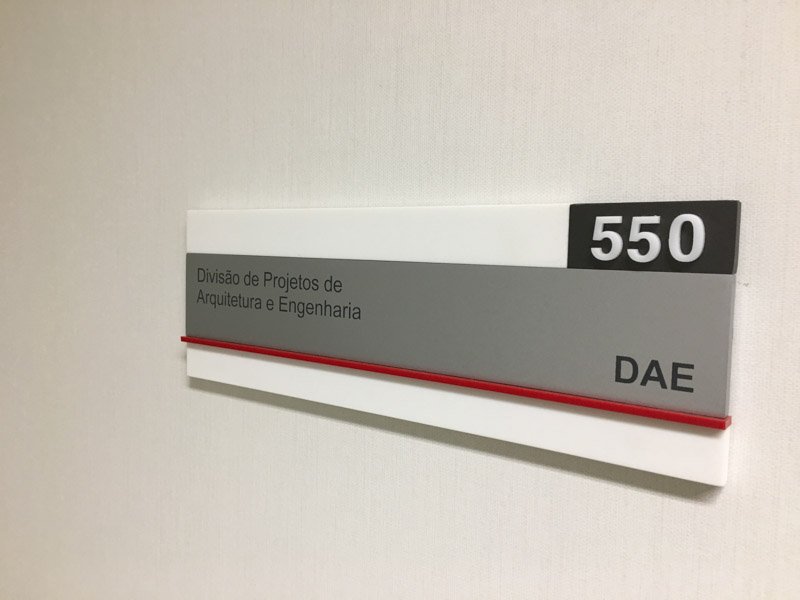 550
Divisão de Projetos de
Arquitetura e Engenharia
DAE